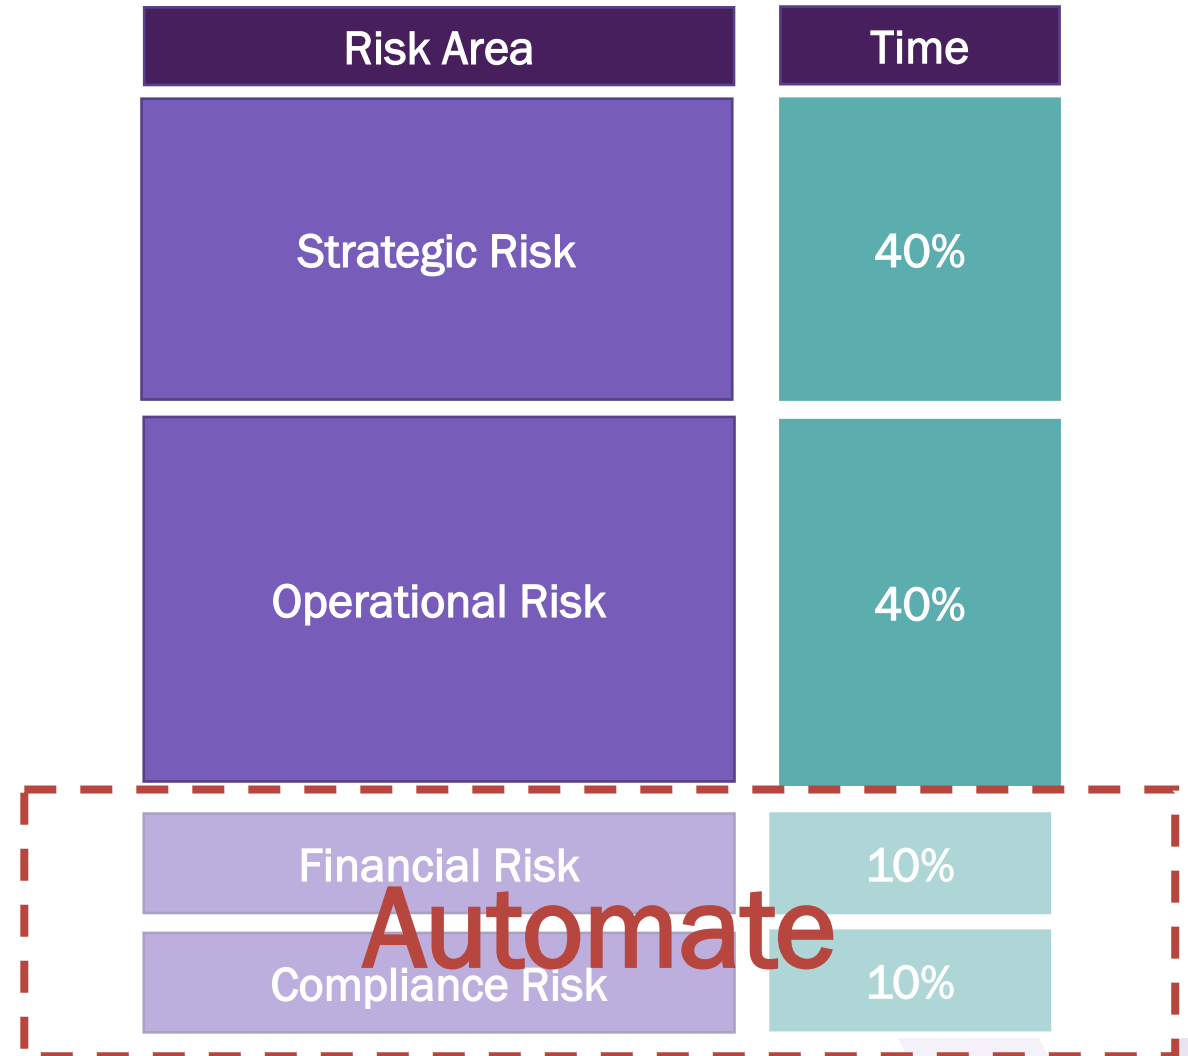 Risk Area
Time
Strategic Risk
40%
Operational Risk
40%
Financial Risk
10%
Automate
Compliance Risk
10%